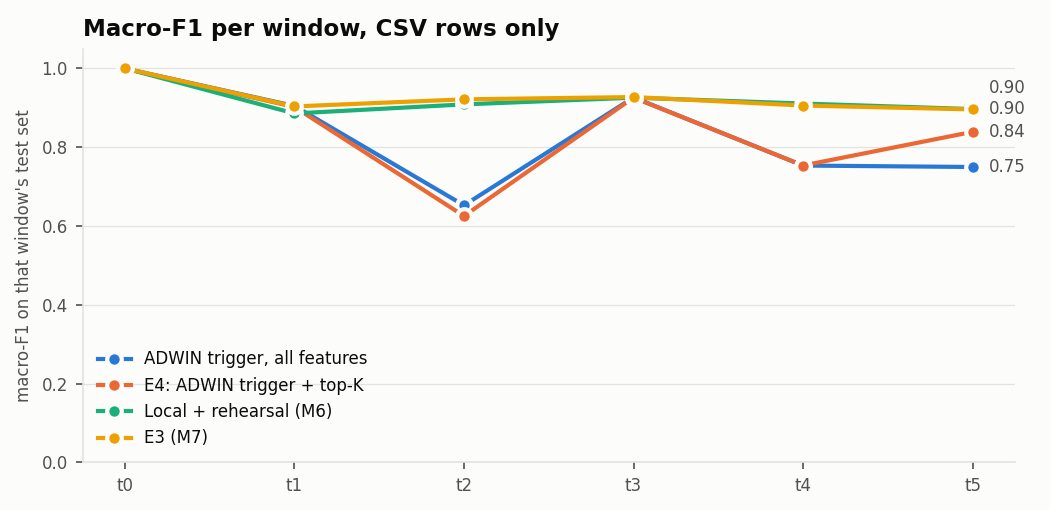 Macro-F1 per window, CSV rows only
macro-F1 on that window's test set
1.0
0.8
0.6
0.4
0.2
0.0
t0
t1
t2
t3
t4
t5
0.90
0.90
0.84
0.75
ADWIN trigger, all features
E4: ADWIN trigger + top-K
Local + rehearsal (M6)
E3 (M7)